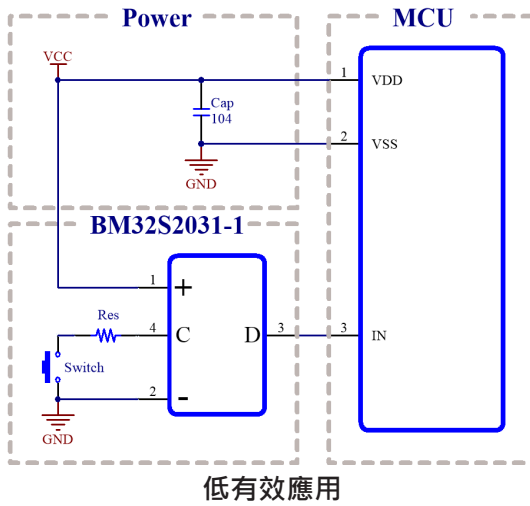 Power
MCU
VCC
1
VDD
Cap
104
2
VSS
GND
BM32S2031-1
1
+
Res
4
C
D
3
3
IN
Switch
2
-
GND
低有效應用